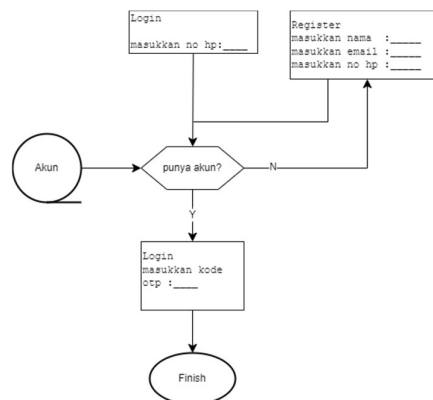 Login
masukkan no hp:____
Register
masukkan nama  :_____
masukkan email :_____
masukkan no hp :_____
Akun
punya akun?
N
Y
Login
masukkan kode
otp :____
Finish